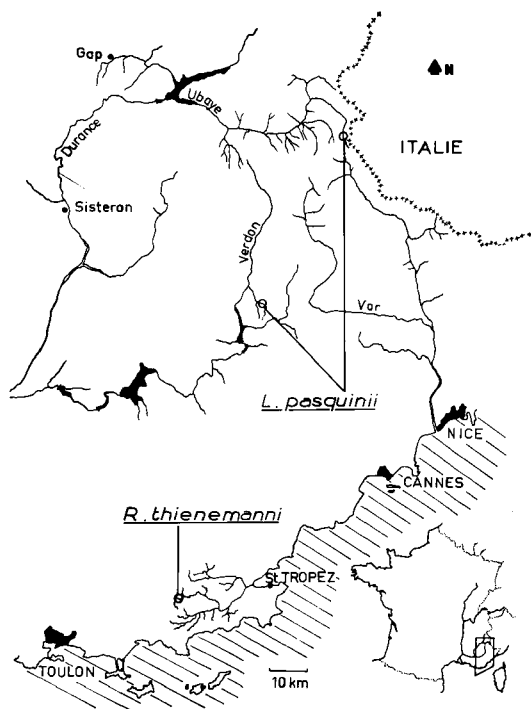 Gap
N
Ubaye
Durance
ITALIE
Sisteron
Verdon
Var
L. pasquinii
NICE
CANNES
R. thienemanni
St TROPEZ
TOULON
10 km